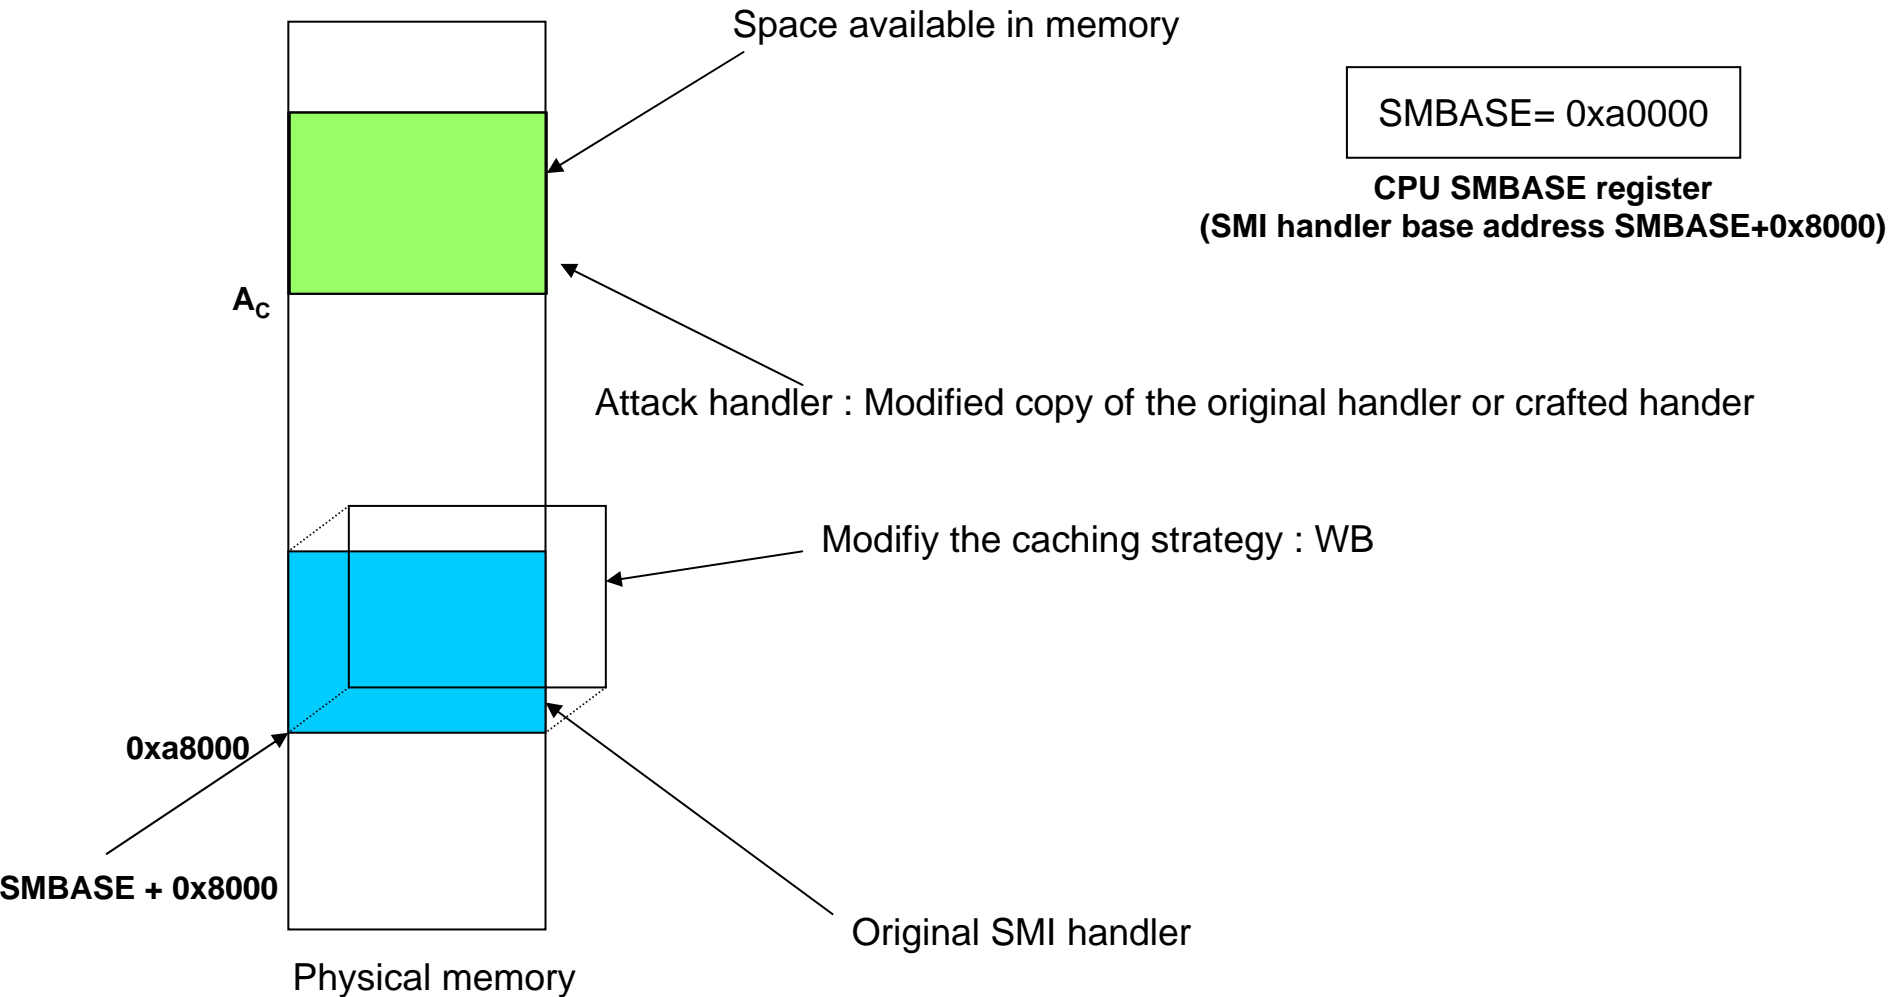 Space available in memory
SMBASE= 0xa0000
CPU SMBASE register
(SMI handler base address SMBASE+0x8000)
A_C
Attack handler : Modified copy of the original handler or crafted hander
Modifiy the caching strategy : WB
0xa8000
SMBASE + 0x8000
Original SMI handler
Physical memory